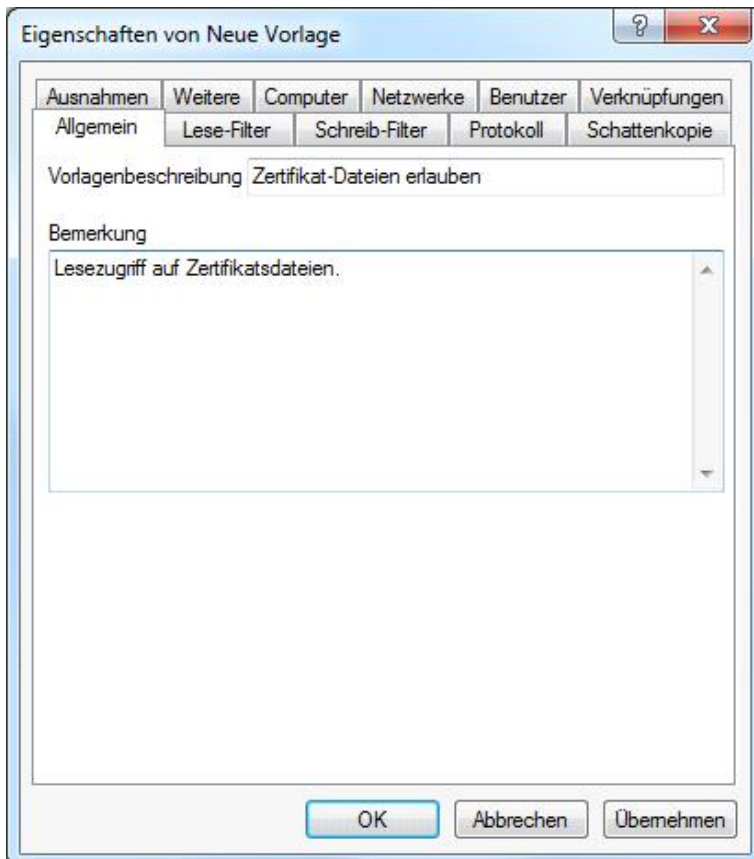 Eigenschaften von Neue Vorlage
Ausnahmen Weitere Computer Netzwerke Benutzer Verknüpfungen
Allgemein Lese-Filter Schreib-Filter Protokoll Schattenkopie
Vorlagenbeschreibung Zertifikat-Dateien erlauben
Bemerkung
Lesezugriff auf Zertifikatsdateien.
OK Abbrechen Übernehmen